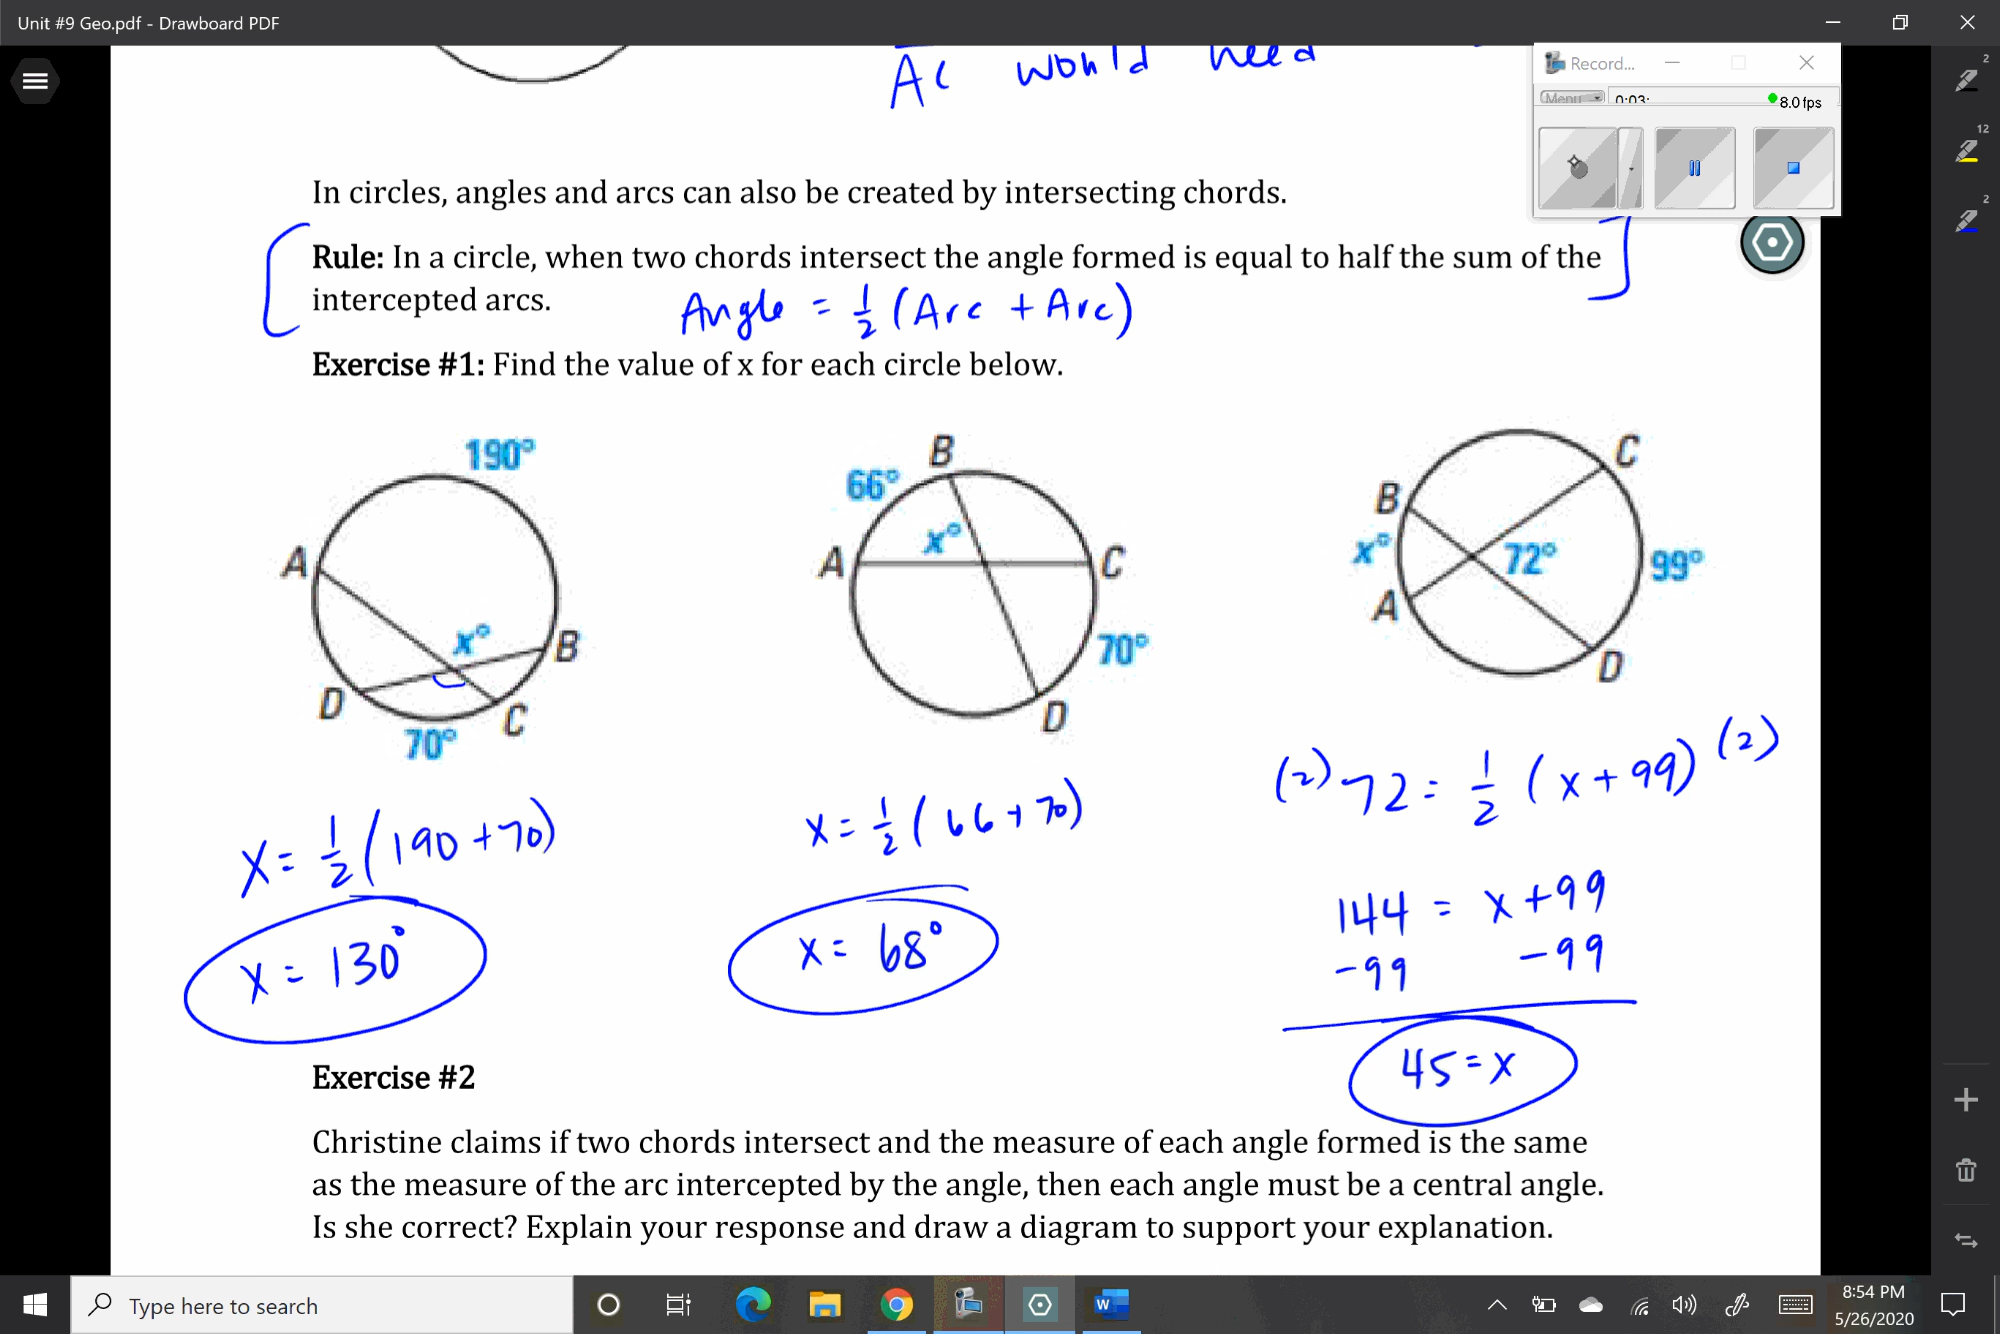 Unit #9 Geo.pdf - Drawboard PDF
AC would need
Record...
Menu 0:03: 8.0 fps
2
12
2
In circles, angles and arcs can also be created by intersecting chords.
Rule: In a circle, when two chords intersect the angle formed is equal to half the sum of the
intercepted arcs.
Angle = 1/2 (Arc + Arc)
Exercise #1: Find the value of x for each circle below.
190°
A
x°
B
D
C
70°
B
66°
x°
A
C
70°
D
C
B
x°
72°
99°
A
D
x = 1/2 (190 + 70)
x = 130°
x = 1/2 (66 + 70)
x = 68°
(2) 72 = 1/2 (x + 99) (2)
144 = x + 99
-99 -99
45 = x
Exercise #2
Christine claims if two chords intersect and the measure of each angle formed is the same
as the measure of the arc intercepted by the angle, then each angle must be a central angle.
Is she correct? Explain your response and draw a diagram to support your explanation.
Type here to search
W
8:54 PM
5/26/2020